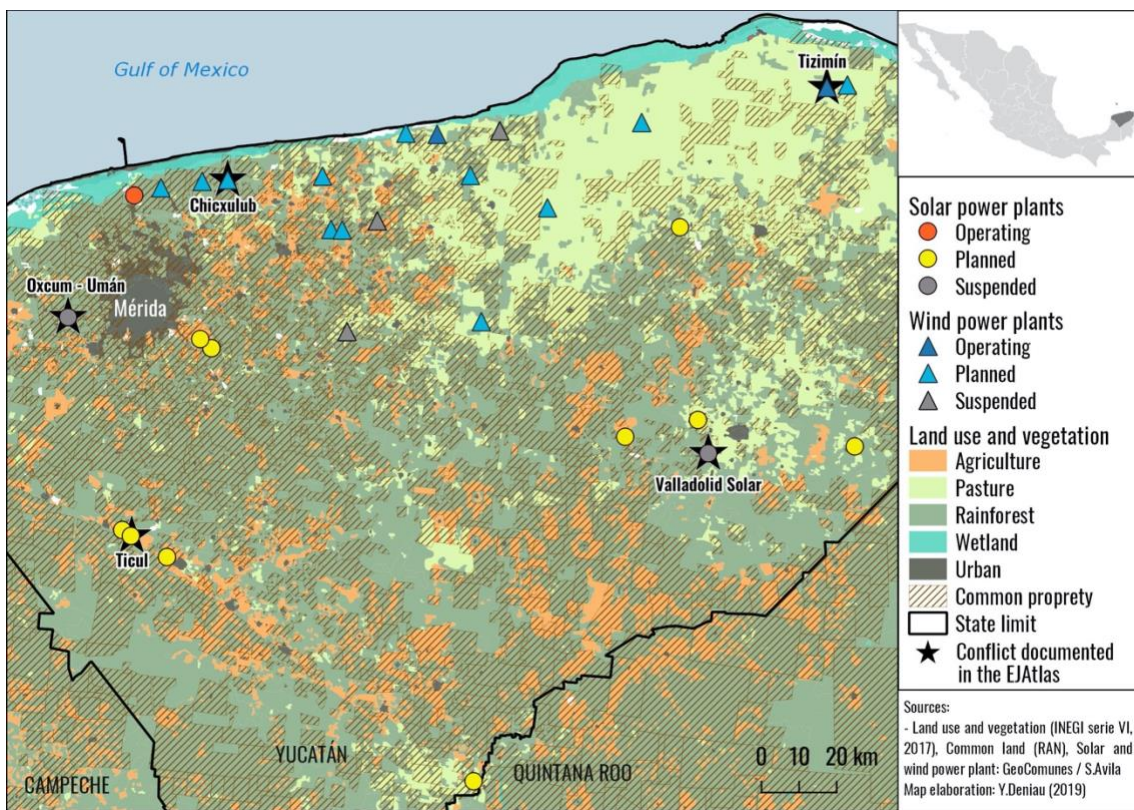 Gulf of Mexico
Tizimín
Chicxulub
Oxcum - Umán
Mérida
Valladolid Solar
Ticul
YUCATÁN
QUINTANA ROO
CAMPECHE
0 10 20 km
Solar power plants
Operating
Planned
Suspended
Wind power plants
Operating
Planned
Suspended
Land use and vegetation
Agriculture
Pasture
Rainforest
Wetland
Urban
Common proprety
State limit
Conflict documented
in the EJAtlas
Sources:
- Land use and vegetation (INEGI serie VI,
2017), Common land (RAN), Solar and
wind power plant: GeoComunes / S.Avila
Map elaboration: Y.Deniau (2019)